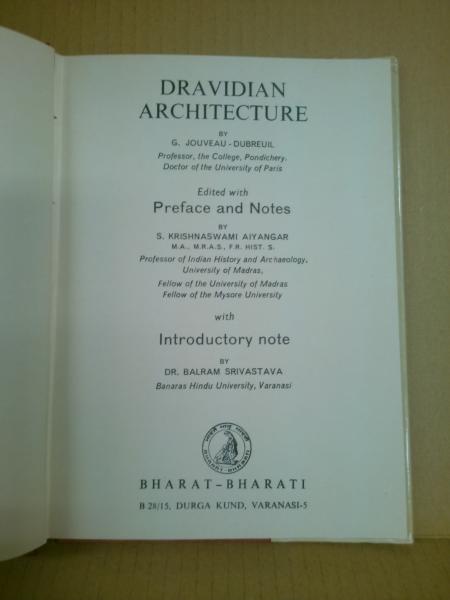 DRAVIDIAN
ARCHITECTURE
BY
G. JOUVEAU-DUBREUIL
Professor, the College, Pondichery.
Doctor of the University of Paris
Edited with
Preface and Notes
BY
S. KRISHNASWAMI AIYANGAR
M.A., M.R.A.S., F.R. HIST. S.
Professor of Indian History and Archaeology,
University of Madras,
Fellow of the University of Madras
Fellow of the Mysore University
with
Introductory note
BY
DR. BALRAM SRIVASTAVA
Banaras Hindu University, Varanasi
BHARAT-BHARATI
BHARAT-BHARATI
B 28/15, DURGA KUND, VARANASI-5